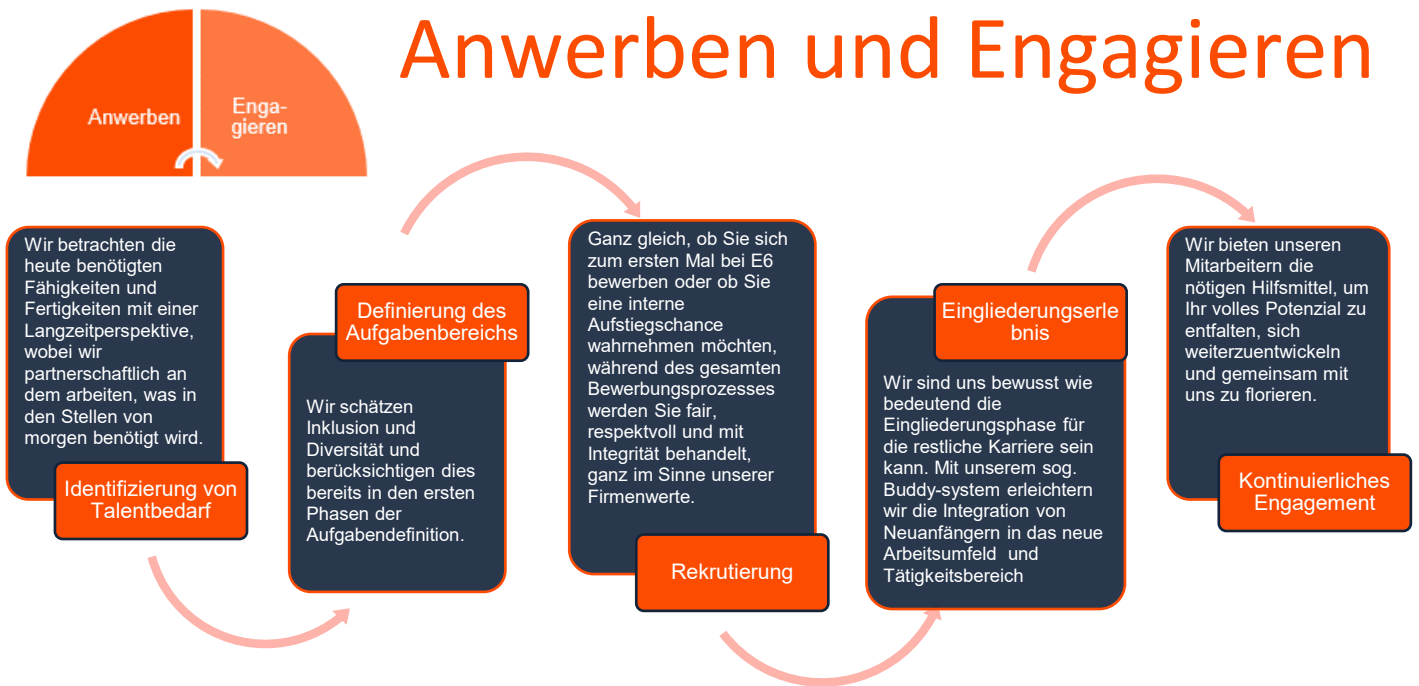 Anwerben und Engagieren
Anwerben
Enga-
gieren
Wir betrachten die
heute benötigten
Fähigkeiten und
Fertigkeiten mit einer
Langzeitperspektive,
wobei wir
partnerschaftlich an
dem arbeiten, was in
den Stellen von
morgen benötigt wird.
Identifizierung von
Talentbedarf
Definierung des
Aufgabenbereichs
Wir schätzen
Inklusion und
Diversität und
berücksichtigen dies
bereits in den ersten
Phasen der
Aufgabendefinition.
Ganz gleich, ob Sie sich
zum ersten Mal bei E6
bewerben oder ob Sie
eine interne
Aufstiegschance
wahrnehmen möchten,
während des gesamten
Bewerbungsprozesses
werden Sie fair,
respektvoll und mit
Integrität behandelt,
ganz im Sinne unserer
Firmenwerte.
Rekrutierung
Eingliederungserle
bnis
Wir sind uns bewusst wie
bedeutend die
Eingliederungsphase für
die restliche Karriere sein
kann. Mit unserem sog.
Buddy-system erleichtern
wir die Integration von
Neuanfängern in das neue
Arbeitsumfeld und
Tätigkeitsbereich
Wir bieten unseren
Mitarbeitern die
nötigen Hilfsmittel, um
Ihr volles Potenzial zu
entfalten, sich
weiterzuentwickeln
und gemeinsam mit
uns zu florieren.
Kontinuierliches
Engagement